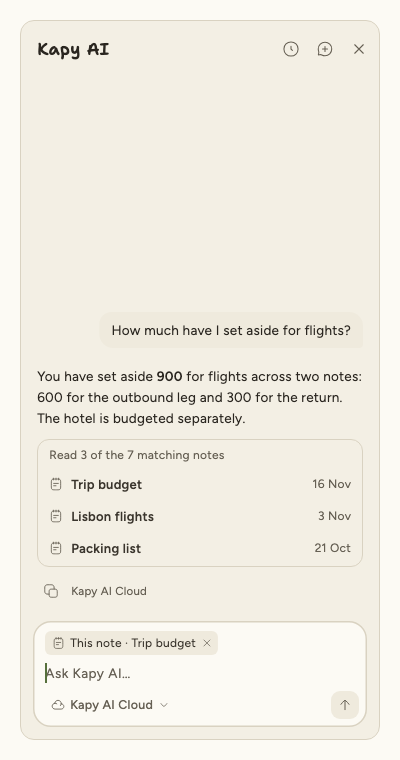 Kapy AI
How much have I set aside for flights?
You have set aside 900 for flights across two notes:
600 for the outbound leg and 300 for the return.
The hotel is budgeted separately.
Read 3 of the 7 matching notes
Trip budget 16 Nov
Lisbon flights 3 Nov
Packing list 21 Oct
Kapy AI Cloud
This note · Trip budget
Ask Kapy AI...
Kapy AI Cloud